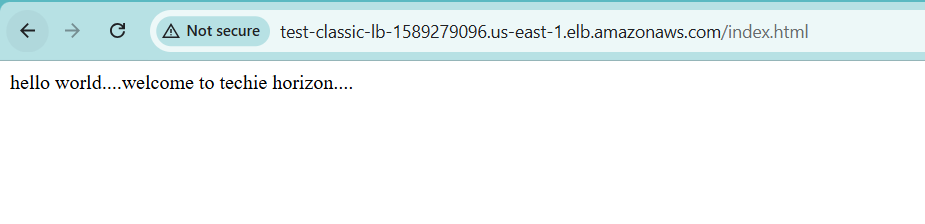 Not secure test-classic-lb-1589279096.us-east-1.elb.amazonaws.com/index.html
hello world....welcome to techie horizon....